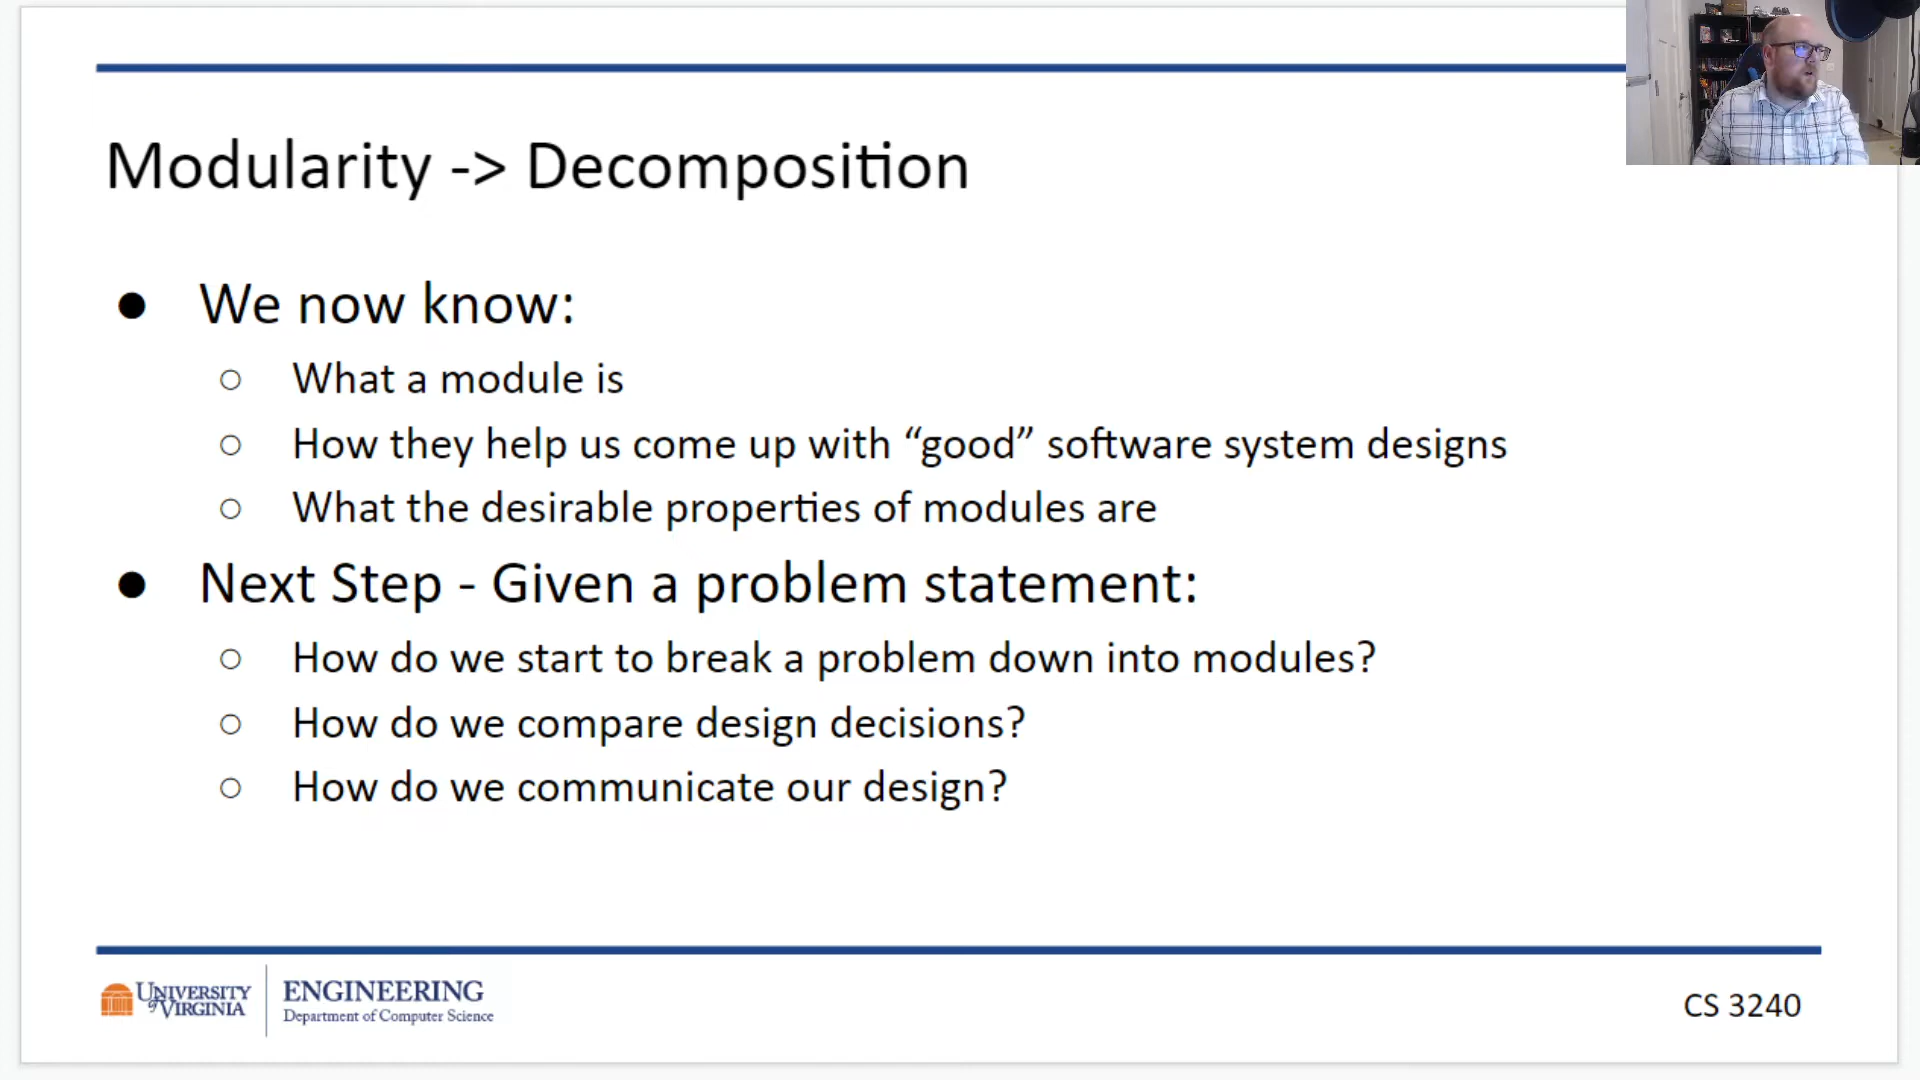 Modularity -> Decomposition
● We now know:
○ What a module is
○ How they help us come up with “good” software system designs
○ What the desirable properties of modules are
● Next Step - Given a problem statement:
○ How do we start to break a problem down into modules?
○ How do we compare design decisions?
○ How do we communicate our design?
UNIVERSITY
of VIRGINIA
ENGINEERING
Department of Computer Science
CS 3240